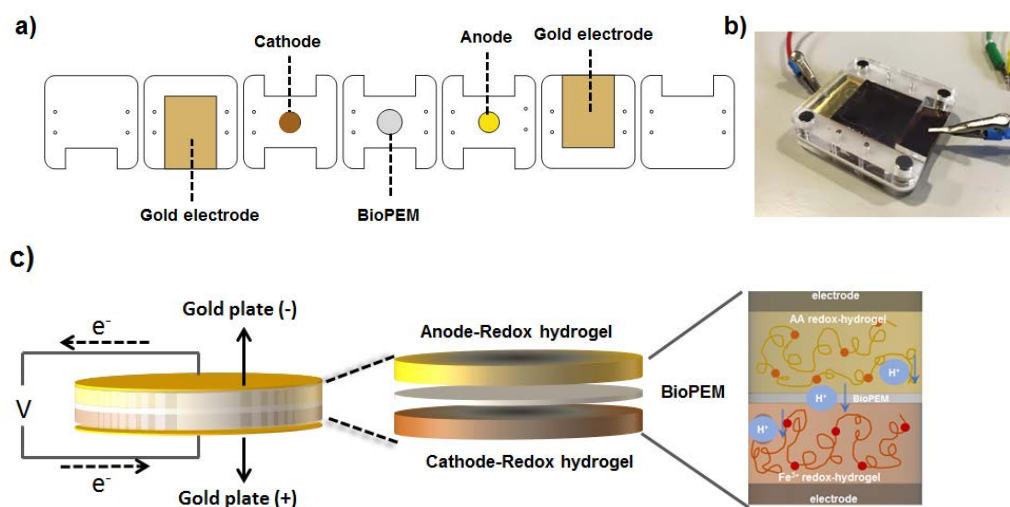 a)
Cathode
Anode
Gold electrode
Gold electrode
BioPEM
b)
c)
Gold plate (-)
e-
V
e-
Gold plate (+)
Anode-Redox hydrogel
BioPEM
Cathode-Redox hydrogel
electrode
AA redox-hydrogel
H+
H+
BioPEM
H+
Fe3+ redox-hydrogel
electrode